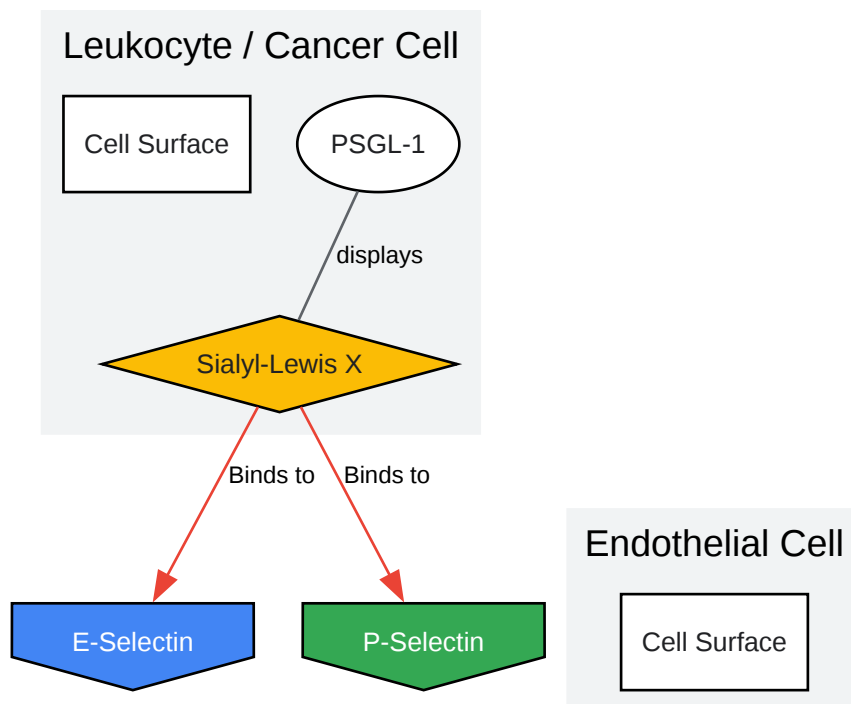 Leukocyte / Cancer Cell
Cell Surface
PSGL-1
displays
Sialyl-Lewis X
Binds to
Binds to
Endothelial Cell
E-Selectin
P-Selectin
Cell Surface